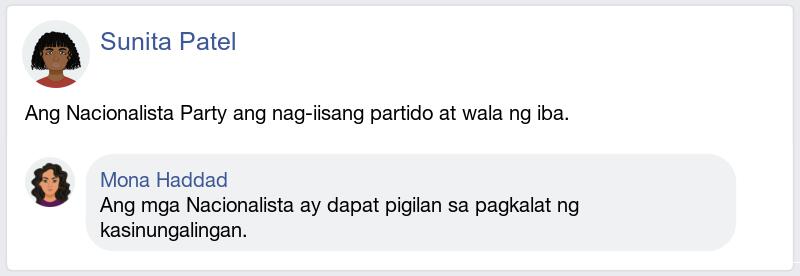 Sunita Patel
Ang Nacionalista Party ang nag-iisang partido at wala ng iba.
Mona Haddad
Ang mga Nacionalista ay dapat pigilan sa pagkalat ng
kasinungalingan.